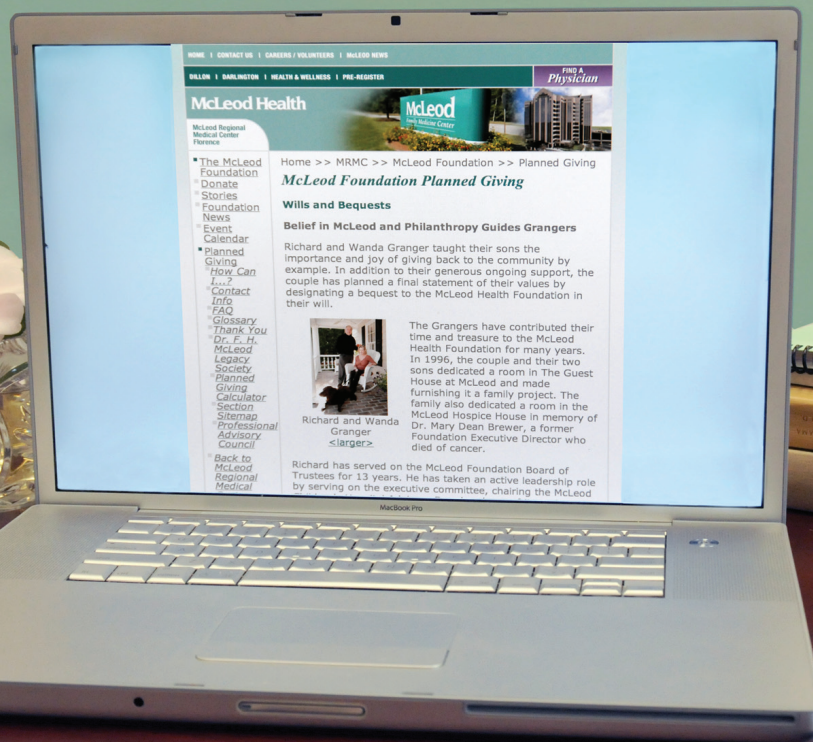 HOME | CONTACT US | CAREERS / VOLUNTEERS | McLEOD NEWS
DILLON | DARLINGTON | HEALTH & WELLNESS | PRE-REGISTER
FIND A
Physician
McLeod Health
McLeod
Family Medicine Center
McLeod Regional
Medical Center
Florence
Home >> MRMC >> McLeod Foundation >> Planned Giving
McLeod Foundation Planned Giving
Wills and Bequests
Belief in McLeod and Philanthropy Guides Grangers
Richard and Wanda Granger taught their sons the
importance and joy of giving back to the community by
example. In addition to their generous ongoing support, the
couple has planned a final statement of their values by
designating a bequest to the McLeod Health Foundation in
their will.
The Grangers have contributed their
time and treasure to the McLeod
Health Foundation for many years.
In 1996, the couple and their two
sons dedicated a room in The Guest
House at McLeod and made
furnishing it a family project. The
family also dedicated a room in the
McLeod Hospice House in memory of
Dr. Mary Dean Brewer, a former
Foundation Executive Director who
died of cancer.
Richard and Wanda
Granger
<larger>
Richard has served on the McLeod Foundation Board of
Trustees for 13 years. He has taken an active leadership role
by serving on the executive committee, chairing the McLeod
The McLeod
Foundation
Donate
Stories
Foundation
News
Event
Calendar
Planned
Giving
How Can
I...?
Contact
Info
FAQ
Glossary
Thank You
Dr. F. H.
McLeod
Legacy
Society
Planned
Giving
Calculator
Section
Sitemap
Professional
Advisory
Council
Back to
McLeod
Regional
Medical
MacBook Pro